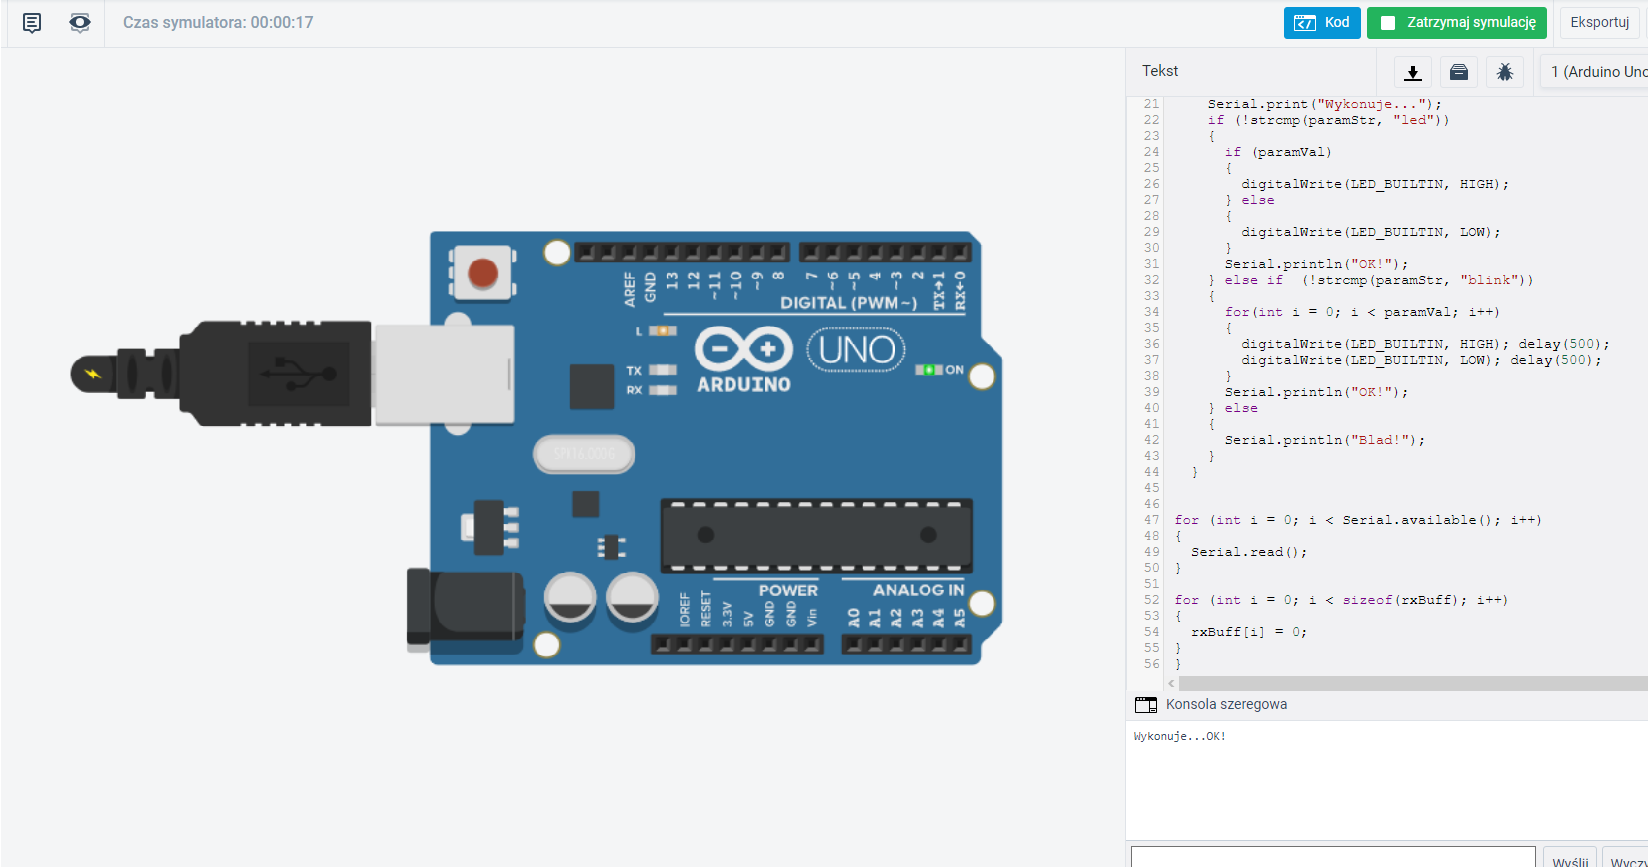 Czas symulatora: 00:00:17
Kod
Zatrzymaj symulację
Eksportuj
Tekst
1 (Arduino Uno
21 Serial.print("Wykonuje...");
22 if (!strcmp(paramStr, "led"))
23 {
24 if (paramVal)
25 {
26 digitalWrite(LED_BUILTIN, HIGH);
27 } else
28 {
29 digitalWrite(LED_BUILTIN, LOW);
30 }
31 Serial.println("OK!");
32 } else if  (!strcmp(paramStr, "blink"))
33 {
34 for(int i = 0; i < paramVal; i++)
35 {
36 digitalWrite(LED_BUILTIN, HIGH); delay(500);
37 digitalWrite(LED_BUILTIN, LOW); delay(500);
38 }
39 Serial.println("OK!");
40 } else
41 {
42 Serial.println("Blad!");
43 }
44 }
45
46
47 for (int i = 0; i < Serial.available(); i++)
48 {
49 Serial.read();
50 }
51
52 for (int i = 0; i < sizeof(rxBuff); i++)
53 {
54 rxBuff[i] = 0;
55 }
56 }
Konsola szeregowa
Wykonuje...OK!
Wyślij
AREF
GND
13
12
~11
~10
~9
8
7
~6
~5
4
~3
2
TX→1
RX←0
DIGITAL (PWM ~)
L
TX
RX
ARDUINO
UNO
ON
POWER
ANALOG IN
IOREF
RESET
3.3V
5V
GND
GND
Vin
A0
A1
A2
A3
A4
A5